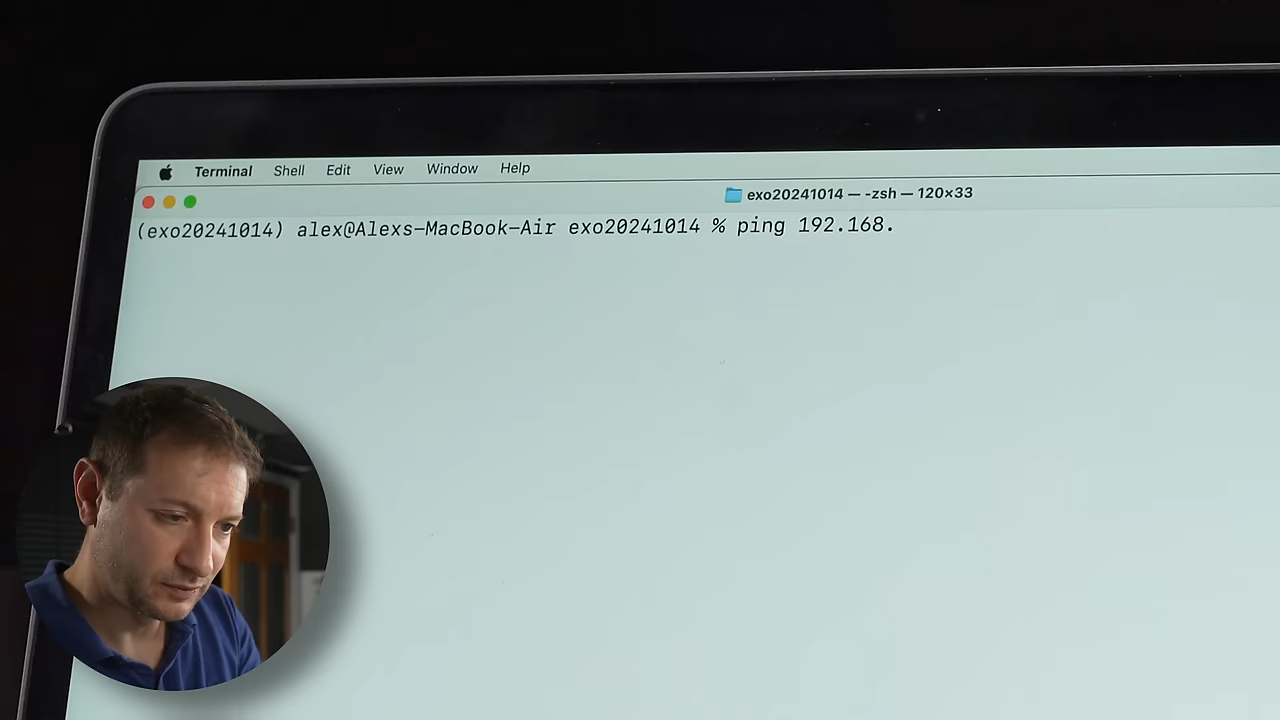 Terminal Shell Edit View Window Help
exo20241014 — -zsh — 120×33
(exo20241014) alex@Alexs-MacBook-Air exo20241014 % ping 192.168.